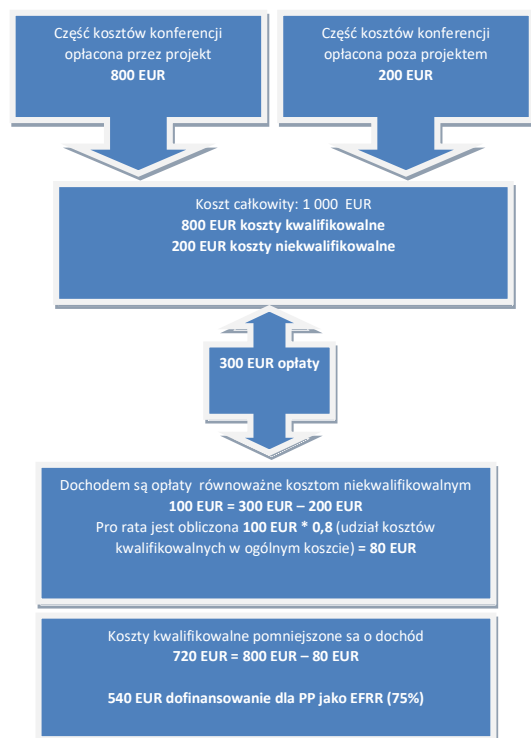 Część kosztów konferencji
opłacona przez projekt
800 EUR
Część kosztów konferencji
opłacona poza projektem
200 EUR
Koszt całkowity: 1 000 EUR
800 EUR koszty kwalifikowalne
200 EUR koszty niekwalifikowalne
300 EUR opłaty
Dochodem są opłaty równoważne kosztom niekwalifikowalnym
100 EUR = 300 EUR – 200 EUR
Pro rata jest obliczona 100 EUR * 0,8 (udział kosztów
kwalifikowalnych w ogólnym koszcie) = 80 EUR
Koszty kwalifikowalne pomniejszone sa o dochód
720 EUR = 800 EUR – 80 EUR
540 EUR dofinansowanie dla PP jako EFRR (75%)